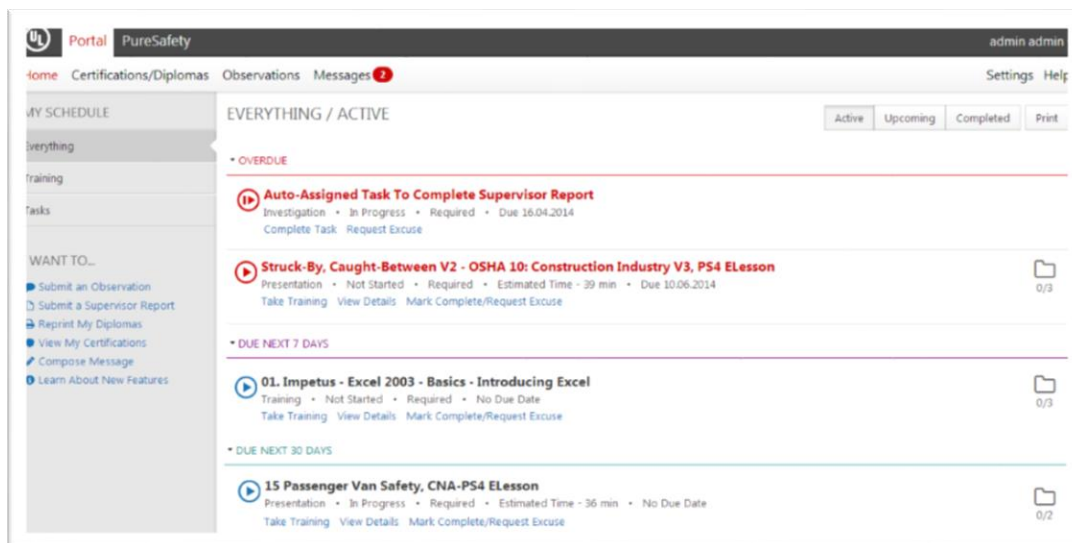 UL Portal PureSafety admin admin
Home Certifications/Diplomas Observations Messages 2 Settings Help
MY SCHEDULE
Everything
Training
Tasks
I WANT TO...
Submit an Observation
Submit a Supervisor Report
Reprint My Diplomas
View My Certifications
Compose Message
Learn About New Features
EVERYTHING / ACTIVE
Active Upcoming Completed Print
OVERDUE
Auto-Assigned Task To Complete Supervisor Report
Investigation • In Progress • Required • Due 16.04.2014
Complete Task Request Excuse
Struck-By, Caught-Between V2 - OSHA 10: Construction Industry V3, PS4 ELesson
Presentation • Not Started • Required • Estimated Time - 39 min • Due 10.06.2014
Take Training View Details Mark Complete/Request Excuse
0/3
DUE NEXT 7 DAYS
01. Impetus - Excel 2003 - Basics - Introducing Excel
Training • Not Started • Required • No Due Date
Take Training View Details Mark Complete/Request Excuse
0/3
DUE NEXT 30 DAYS
15 Passenger Van Safety, CNA-PS4 ELesson
Presentation • In Progress • Required • Estimated Time - 36 min • No Due Date
Take Training View Details Mark Complete/Request Excuse
0/2